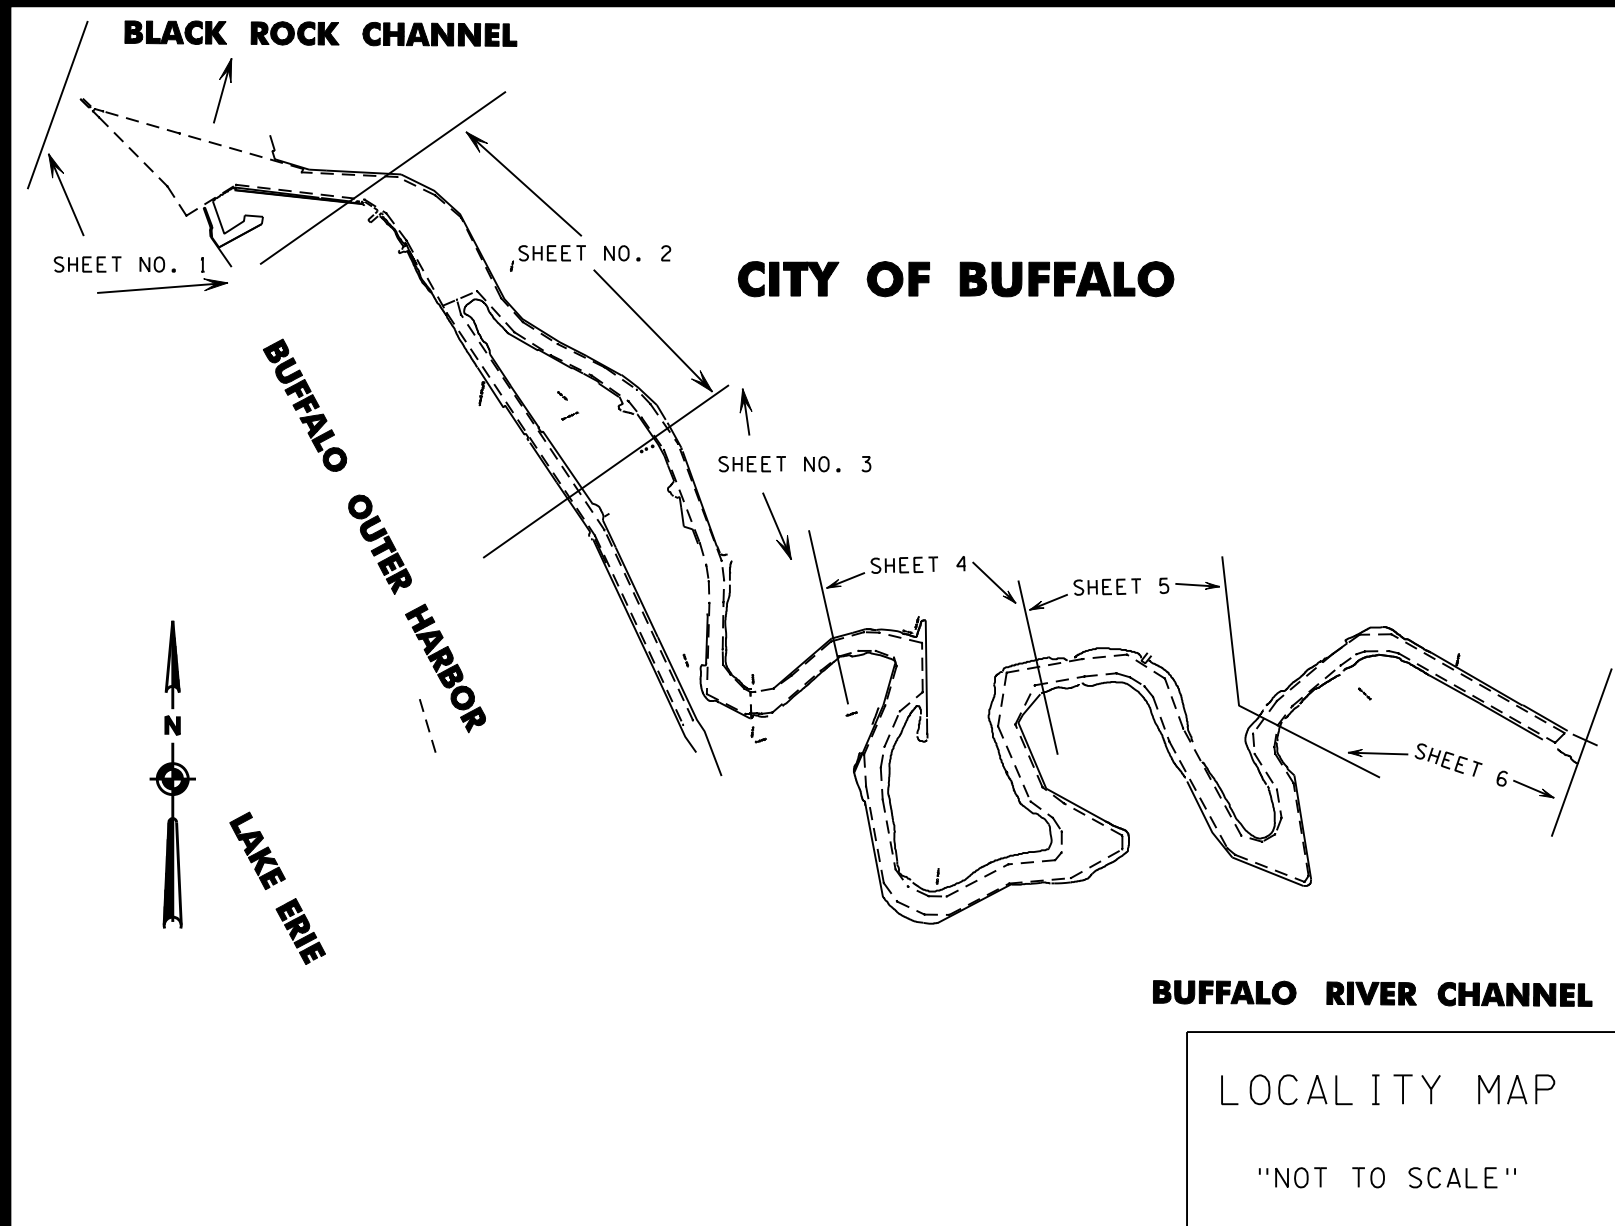 BLACK ROCK CHANNEL
SHEET NO. 1
SHEET NO. 2
CITY OF BUFFALO
BUFFALO OUTER HARBOR
SHEET NO. 3
SHEET 4
SHEET 5
SHEET 6
N
LAKE ERIE
BUFFALO RIVER CHANNEL
LOCALITY MAP
"NOT TO SCALE"